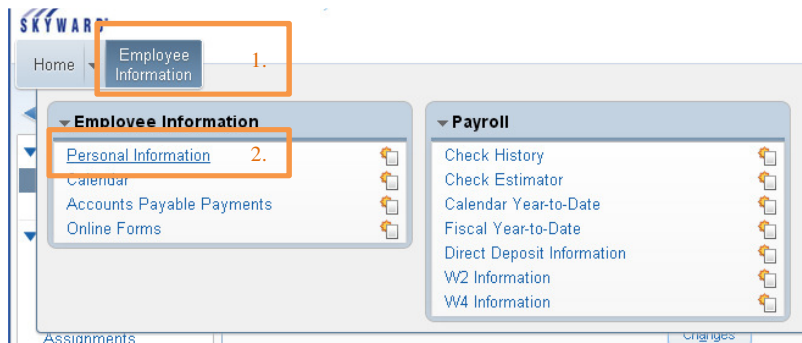 SKYWARD
Home
Employee
Information
1.
Employee Information
Personal Information
2.
Calendar
Accounts Payable Payments
Online Forms
Payroll
Check History
Check Estimator
Calendar Year-to-Date
Fiscal Year-to-Date
Direct Deposit Information
W2 Information
W4 Information
Assignments
Changes